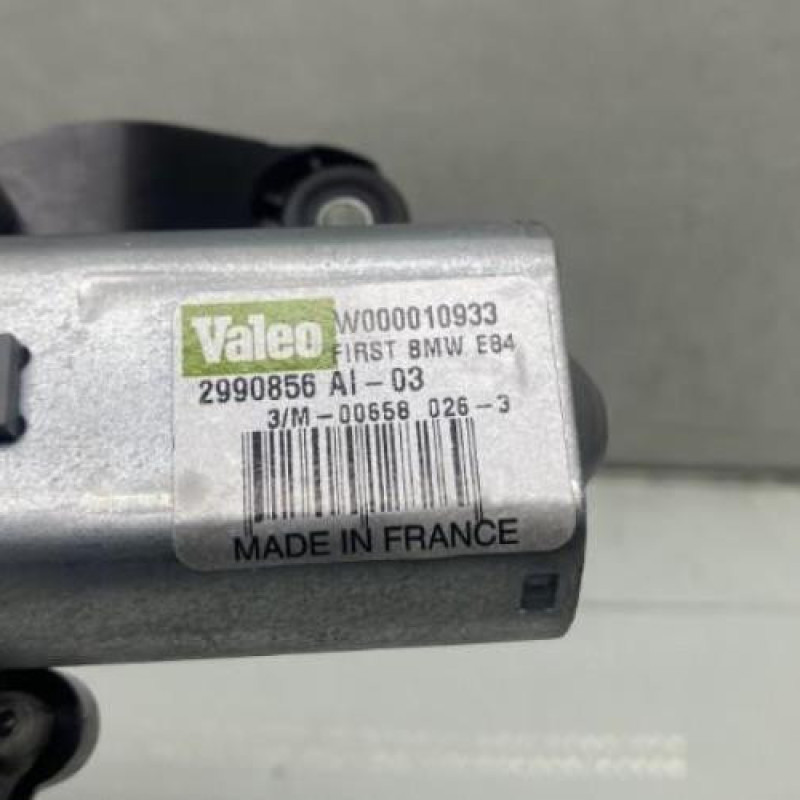 Valeo W000010933
FIRST BMW E84
2990856 AI-03
3/M-00658 026-3
MADE IN FRANCE